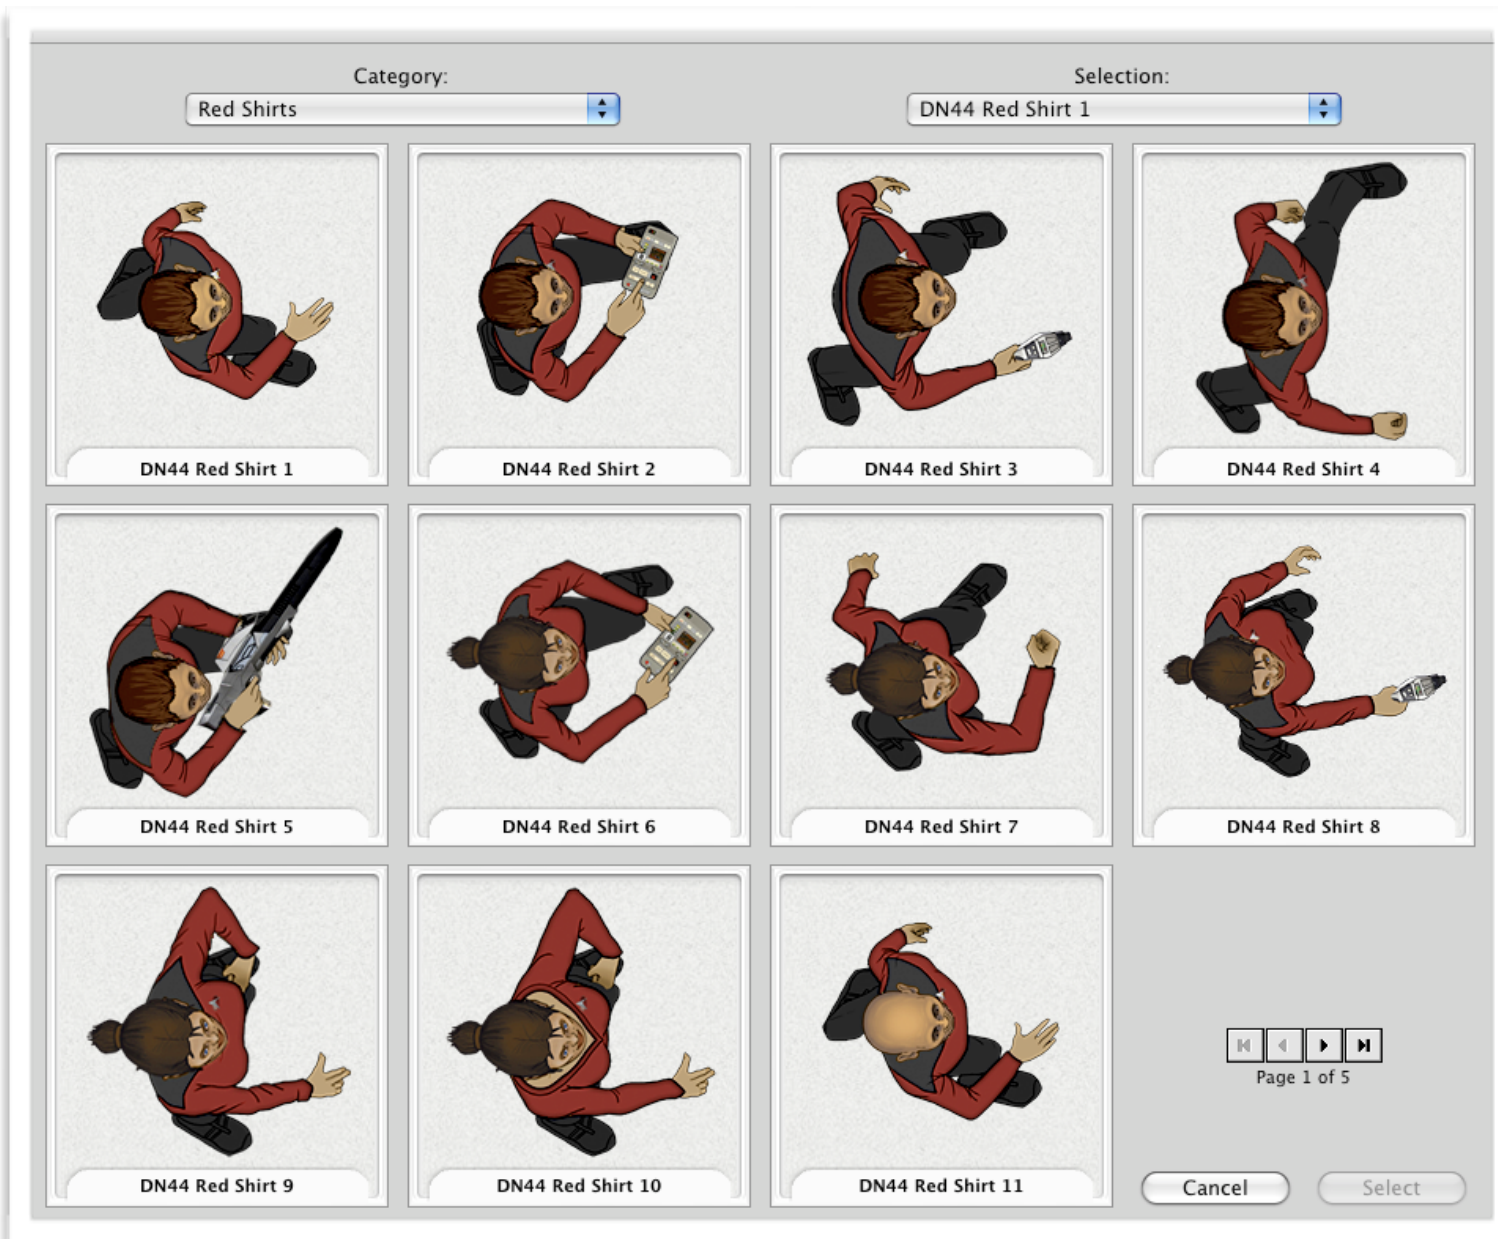 Category:
Selection:
Red Shirts
DN44 Red Shirt 1
DN44 Red Shirt 1
DN44 Red Shirt 2
DN44 Red Shirt 3
DN44 Red Shirt 4
DN44 Red Shirt 5
DN44 Red Shirt 6
DN44 Red Shirt 7
DN44 Red Shirt 8
DN44 Red Shirt 9
DN44 Red Shirt 10
DN44 Red Shirt 11
Page 1 of 5
Cancel
Select